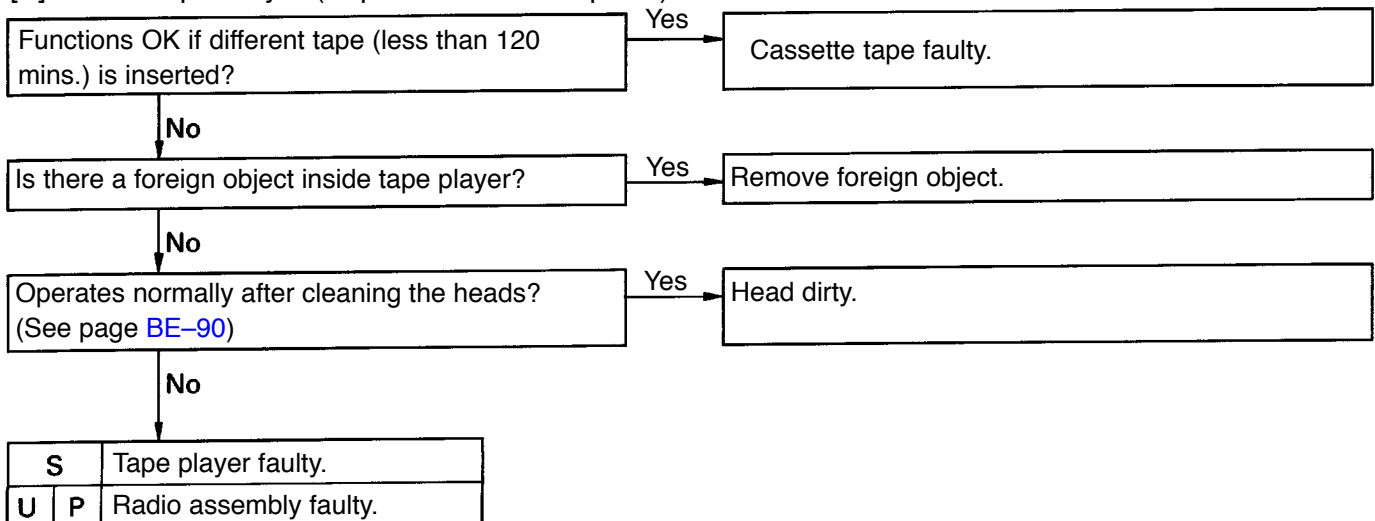 Functions OK if different tape (less than 120
mins.) is inserted?
Yes
Cassette tape faulty.
No
Is there a foreign object inside tape player?
Yes
Remove foreign object.
No
Operates normally after cleaning the heads?
(See page BE–90)
Yes
Head dirty.
No
S Tape player faulty.
U P Radio assembly faulty.